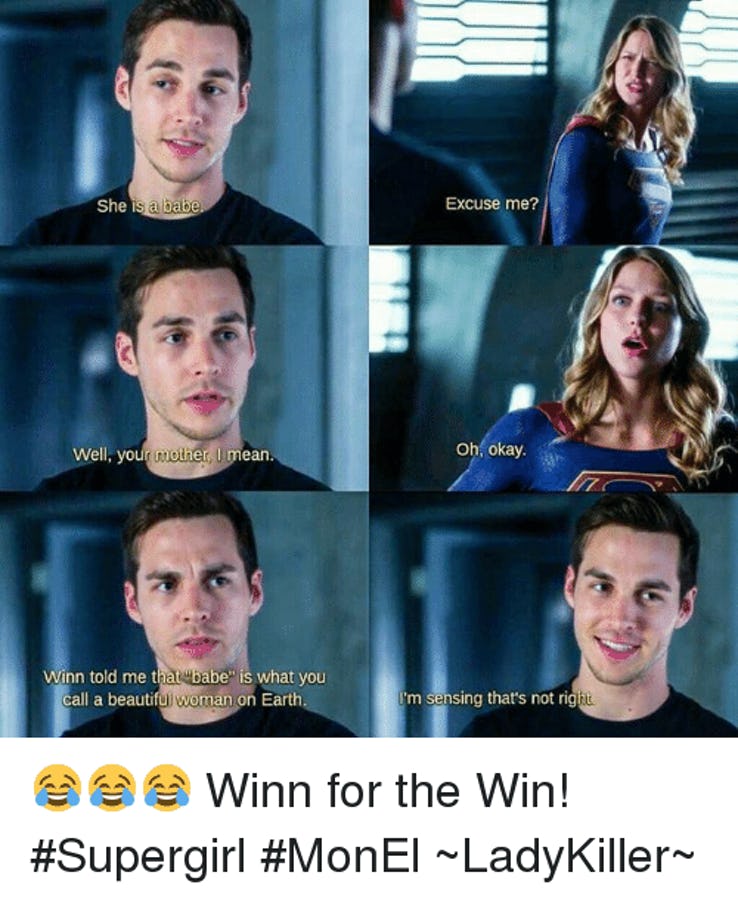 She is a babe.
Excuse me?
Well, your mother, I mean.
Oh, okay.
Winn told me that "babe" is what you
call a beautiful woman on Earth.
I'm sensing that's not right.
😂😂😂 Winn for the Win!
#Supergirl #MonEl ~LadyKiller~